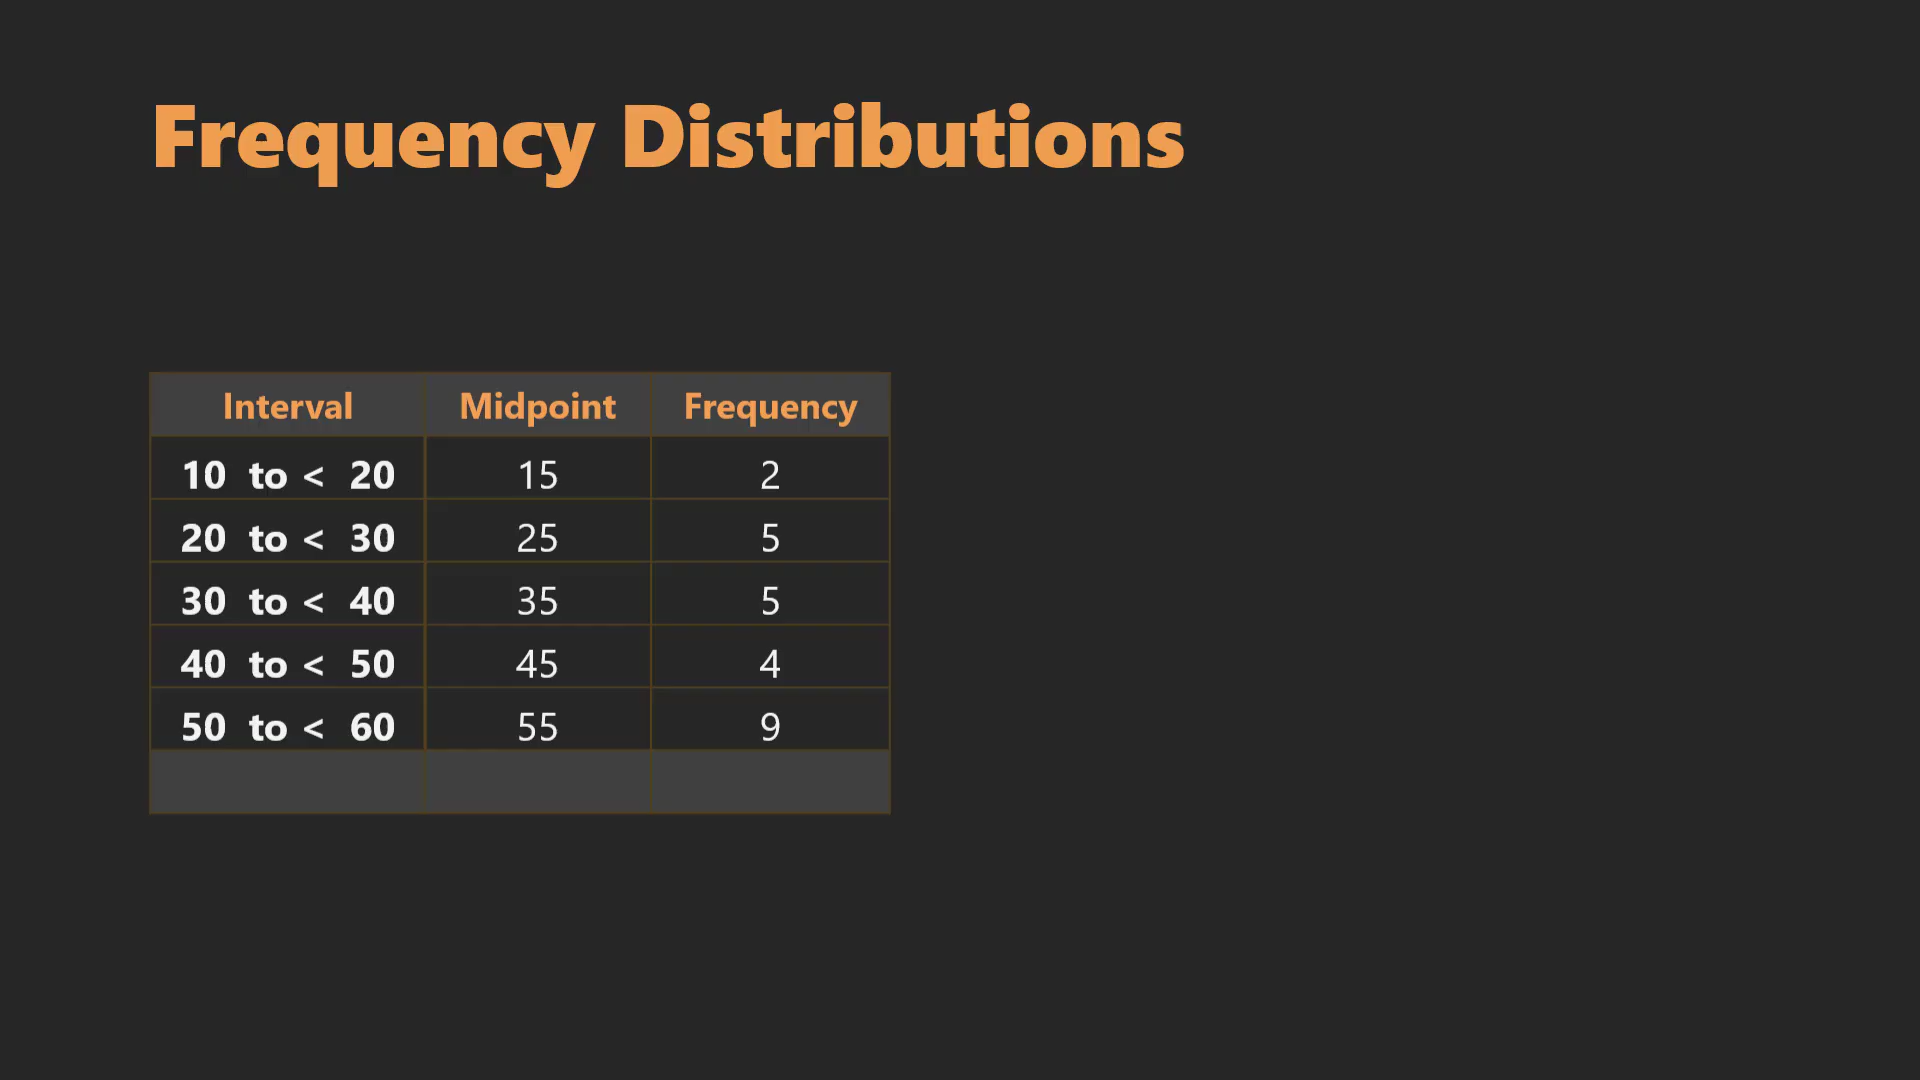 Frequency Distributions
Interval Midpoint Frequency
10 to < 20 15 2
20 to < 30 25 5
30 to < 40 35 5
40 to < 50 45 4
50 to < 60 55 9